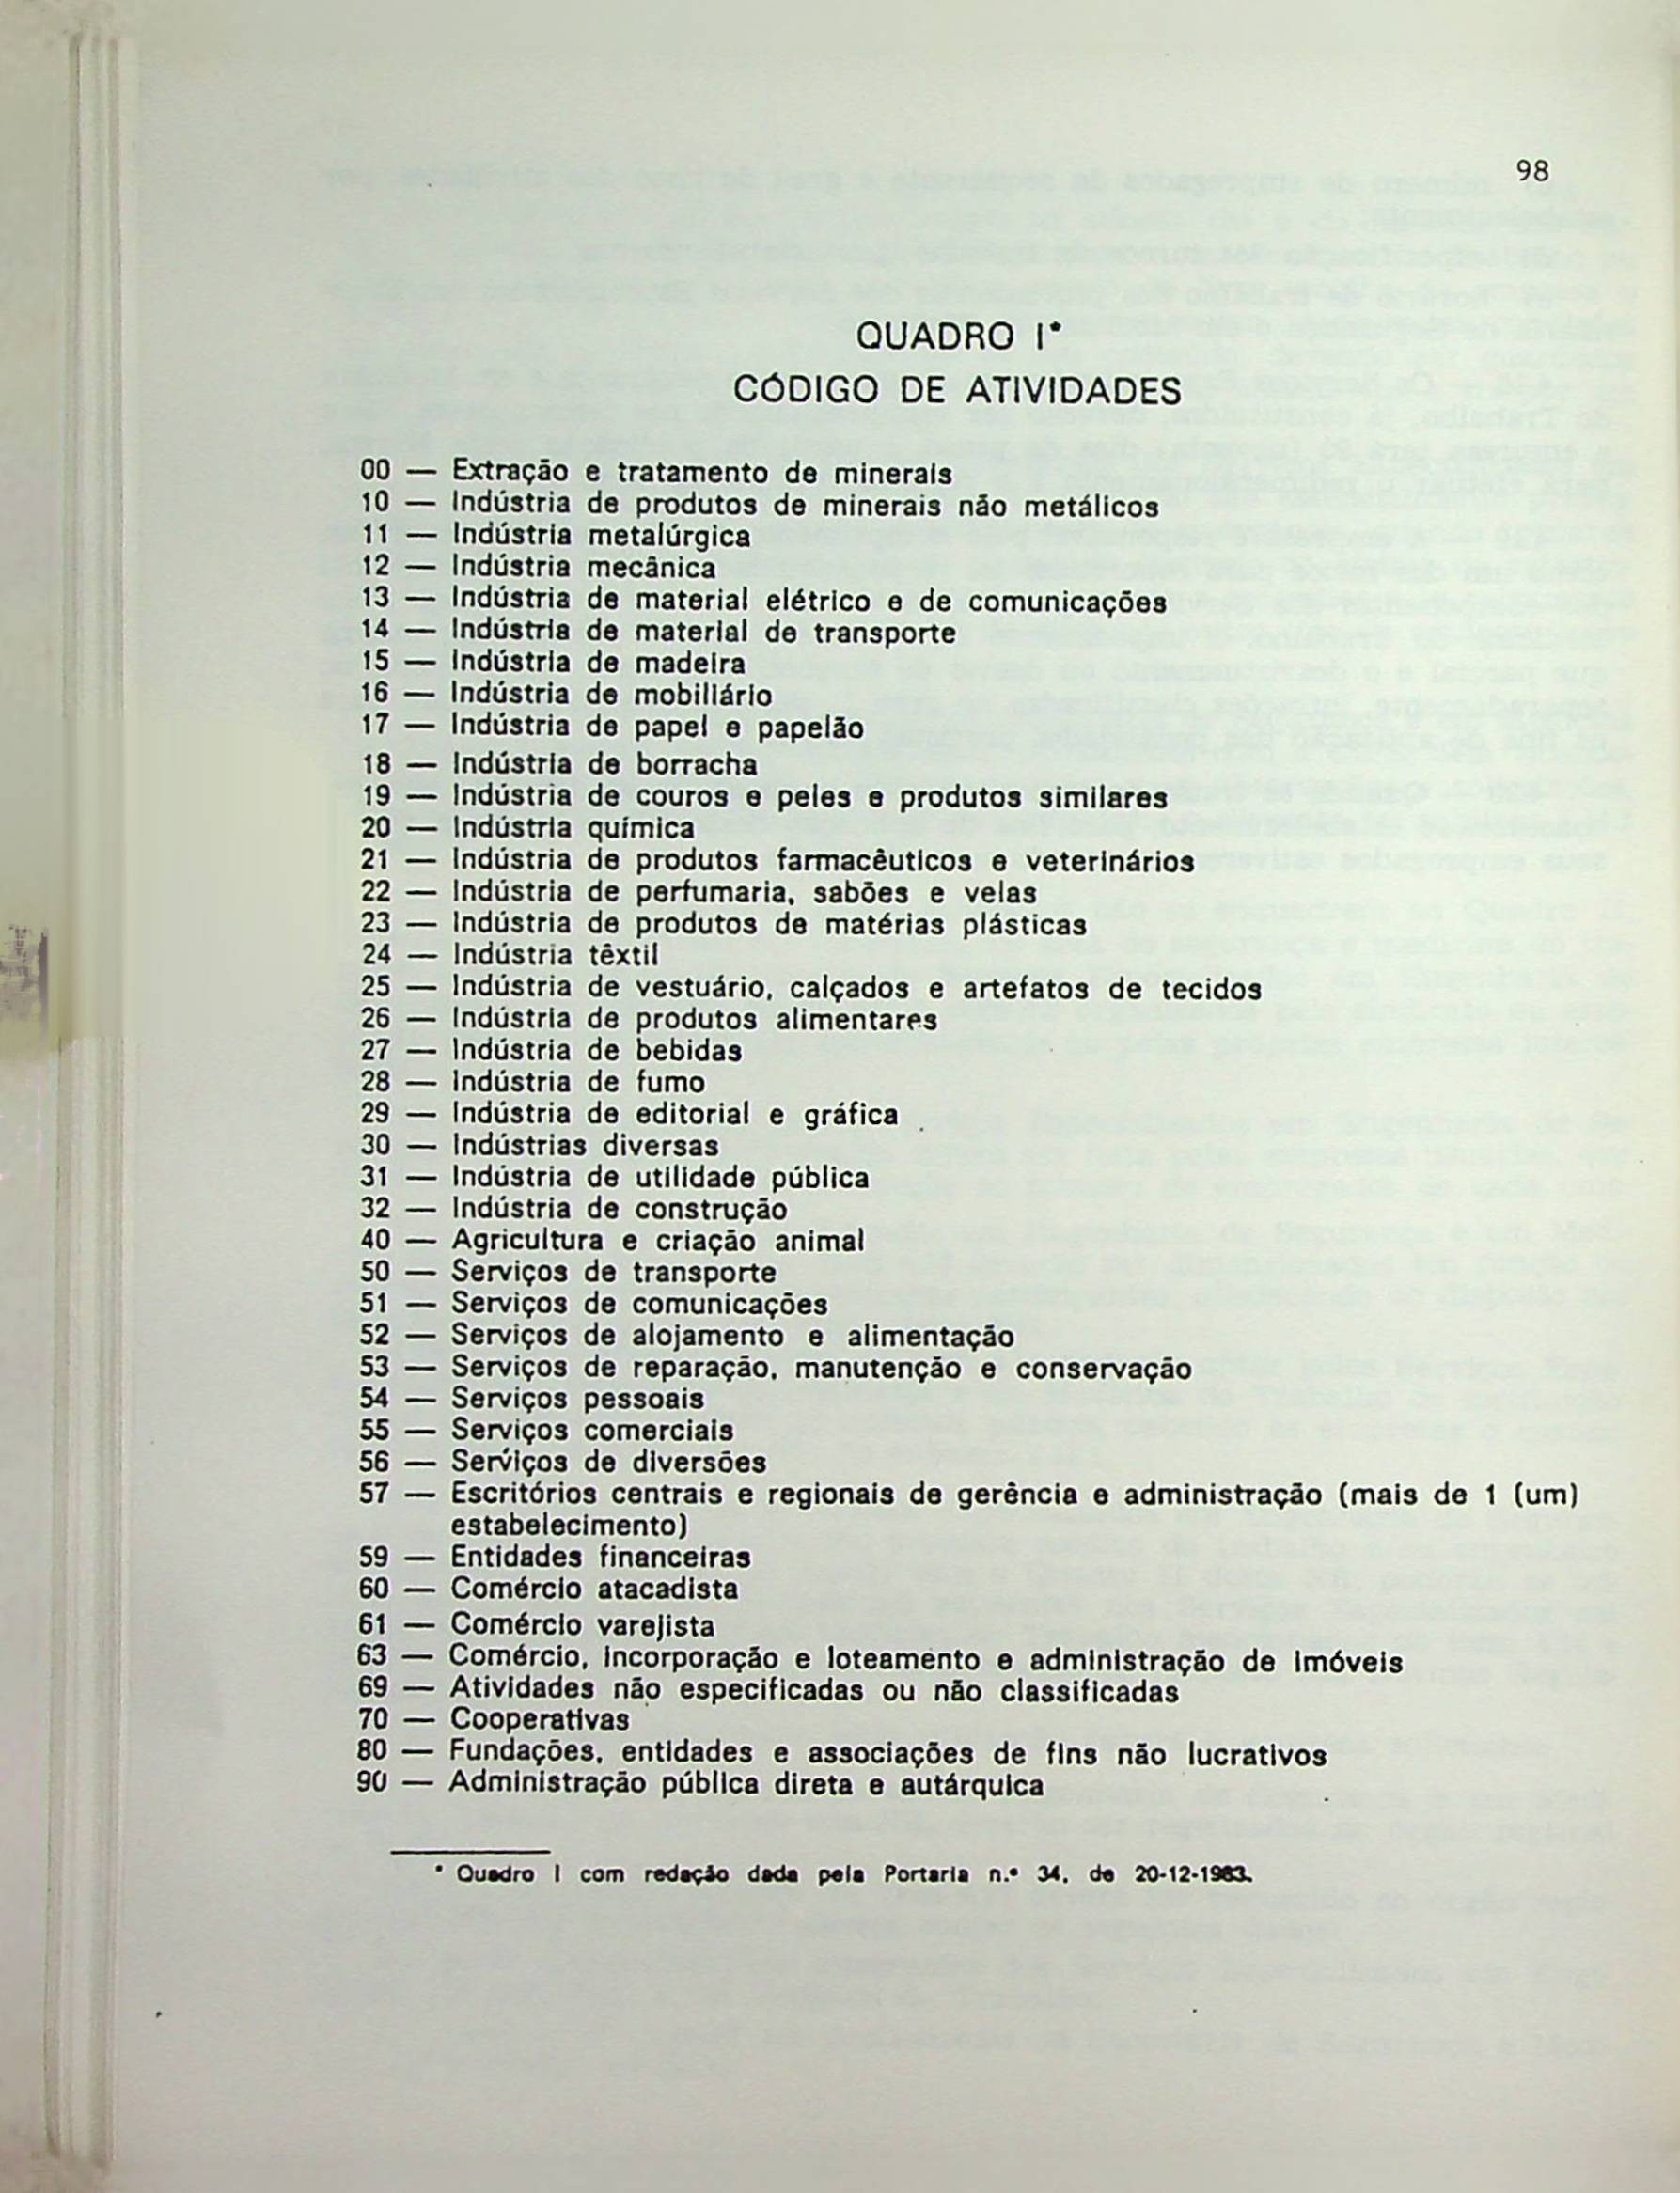 98
QUADRO I*
CÓDIGO DE ATIVIDADES
00 — Extração e tratamento de minerais
10 — Indústria de produtos de minerais não metálicos
11 — Indústria metalúrgica
12 — Indústria mecânica
13 — Indústria de material elétrico e de comunicações
14 — Indústria de material de transporte
15 — Indústria de madeira
16 — Indústria de mobiliário
17 — Indústria de papel e papelão
18 — Indústria de borracha
19 — Indústria de couros e peles e produtos similares
20 — Indústria química
21 — Indústria de produtos farmacêuticos e veterinários
22 — Indústria de perfumaria, sabões e velas
23 — Indústria de produtos de matérias plásticas
24 — Indústria têxtil
25 — Indústria de vestuário, calçados e artefatos de tecidos
26 — Indústria de produtos alimentares
27 — Indústria de bebidas
28 — Indústria de fumo
29 — Indústria de editorial e gráfica
30 — Indústrias diversas
31 — Indústria de utilidade pública
32 — Indústria de construção
40 — Agricultura e criação animal
50 — Serviços de transporte
51 — Serviços de comunicações
52 — Serviços de alojamento e alimentação
53 — Serviços de reparação, manutenção e conservação
54 — Serviços pessoais
55 — Serviços comerciais
56 — Serviços de diversões
57 — Escritórios centrais e regionais de gerência e administração (mais de 1 (um)
estabelecimento)
59 — Entidades financeiras
60 — Comércio atacadista
61 — Comércio varejista
63 — Comércio, incorporação e loteamento e administração de imóveis
69 — Atividades não especificadas ou não classificadas
70 — Cooperativas
80 — Fundações, entidades e associações de fins não lucrativos
90 — Administração pública direta e autárquica
* Quadro I com redação dada pela Portaria n.º 34, de 20-12-1983.